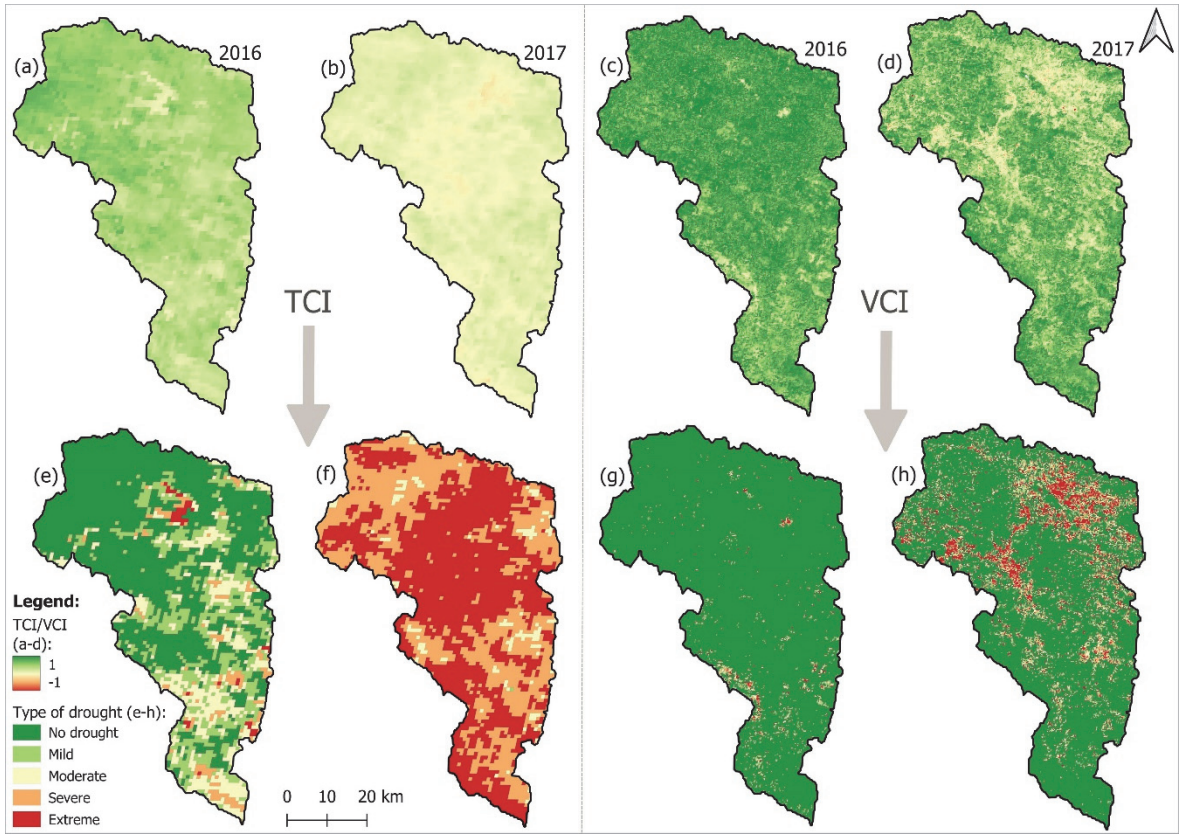 (a)
2016
(b)
2017
(c)
2016
(d)
2017
TCI
VCI
(e)
(f)
(g)
(h)
Legend:
TCI/VCI
(a-d):
1
-1
Type of drought (e-h):
No drought
Mild
Moderate
Severe
Extreme
0 10 20 km